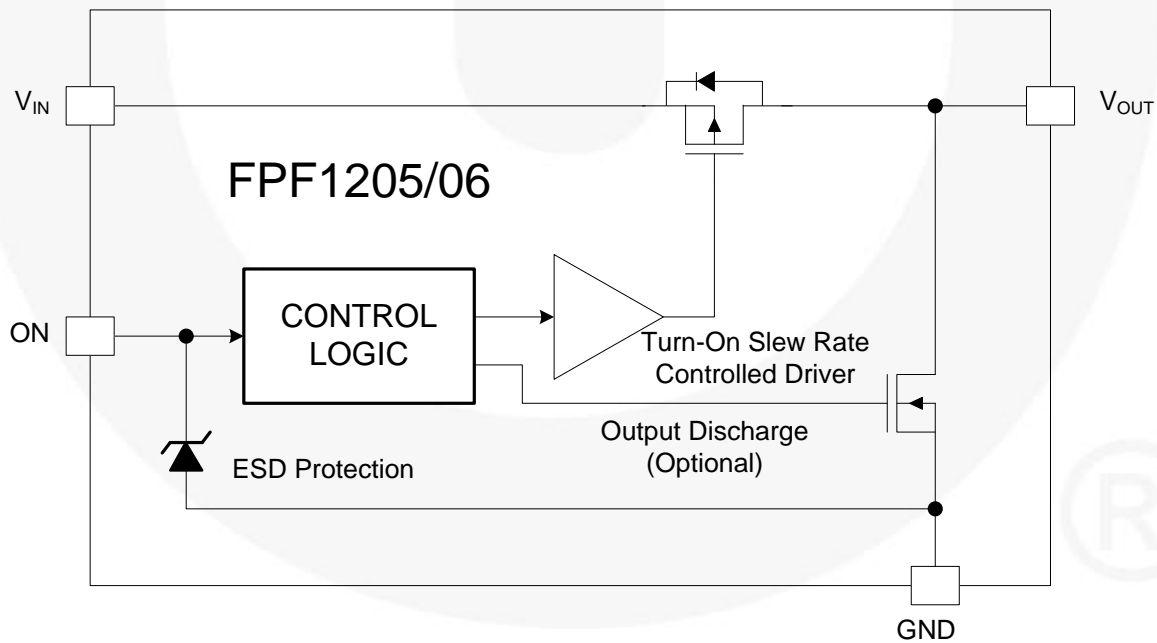 V_IN
V_OUT
FPF1205/06
ON
CONTROL
LOGIC
Turn-On Slew Rate
Controlled Driver
Output Discharge
(Optional)
ESD Protection
®
GND